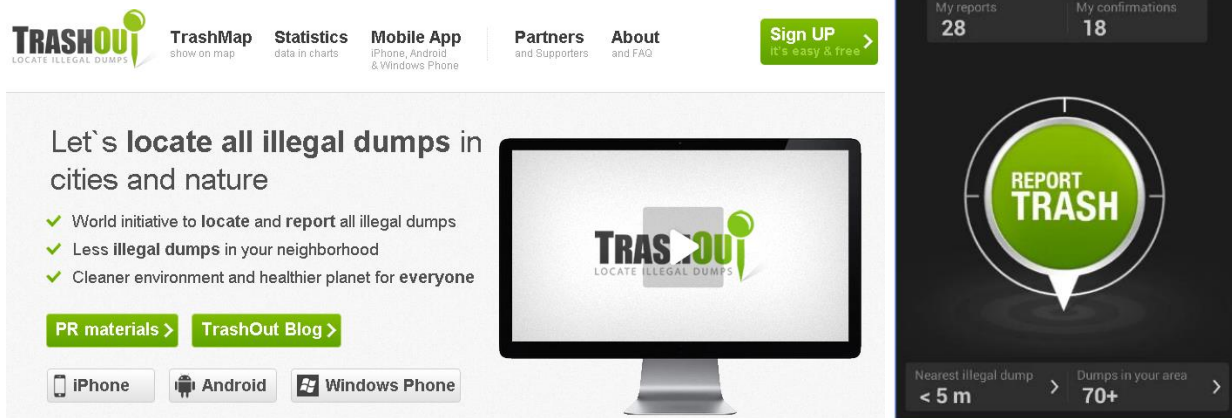 TRASHOUT
LOCATE ILLEGAL DUMPS
TrashMap
show on map
Statistics
data in charts
Mobile App
iPhone, Android
& Windows Phone
Partners
and Supporters
About
and FAQ
Sign UP
it's easy & free
Let`s locate all illegal dumps in
cities and nature
World initiative to locate and report all illegal dumps
Less illegal dumps in your neighborhood
Cleaner environment and healthier planet for everyone
PR materials
TrashOut Blog
iPhone
Android
Windows Phone
TRASHOUT
LOCATE ILLEGAL DUMPS
My reports
28
My confirmations
18
REPORT
TRASH
Nearest illegal dump
< 5 m
Dumps in your area
70+